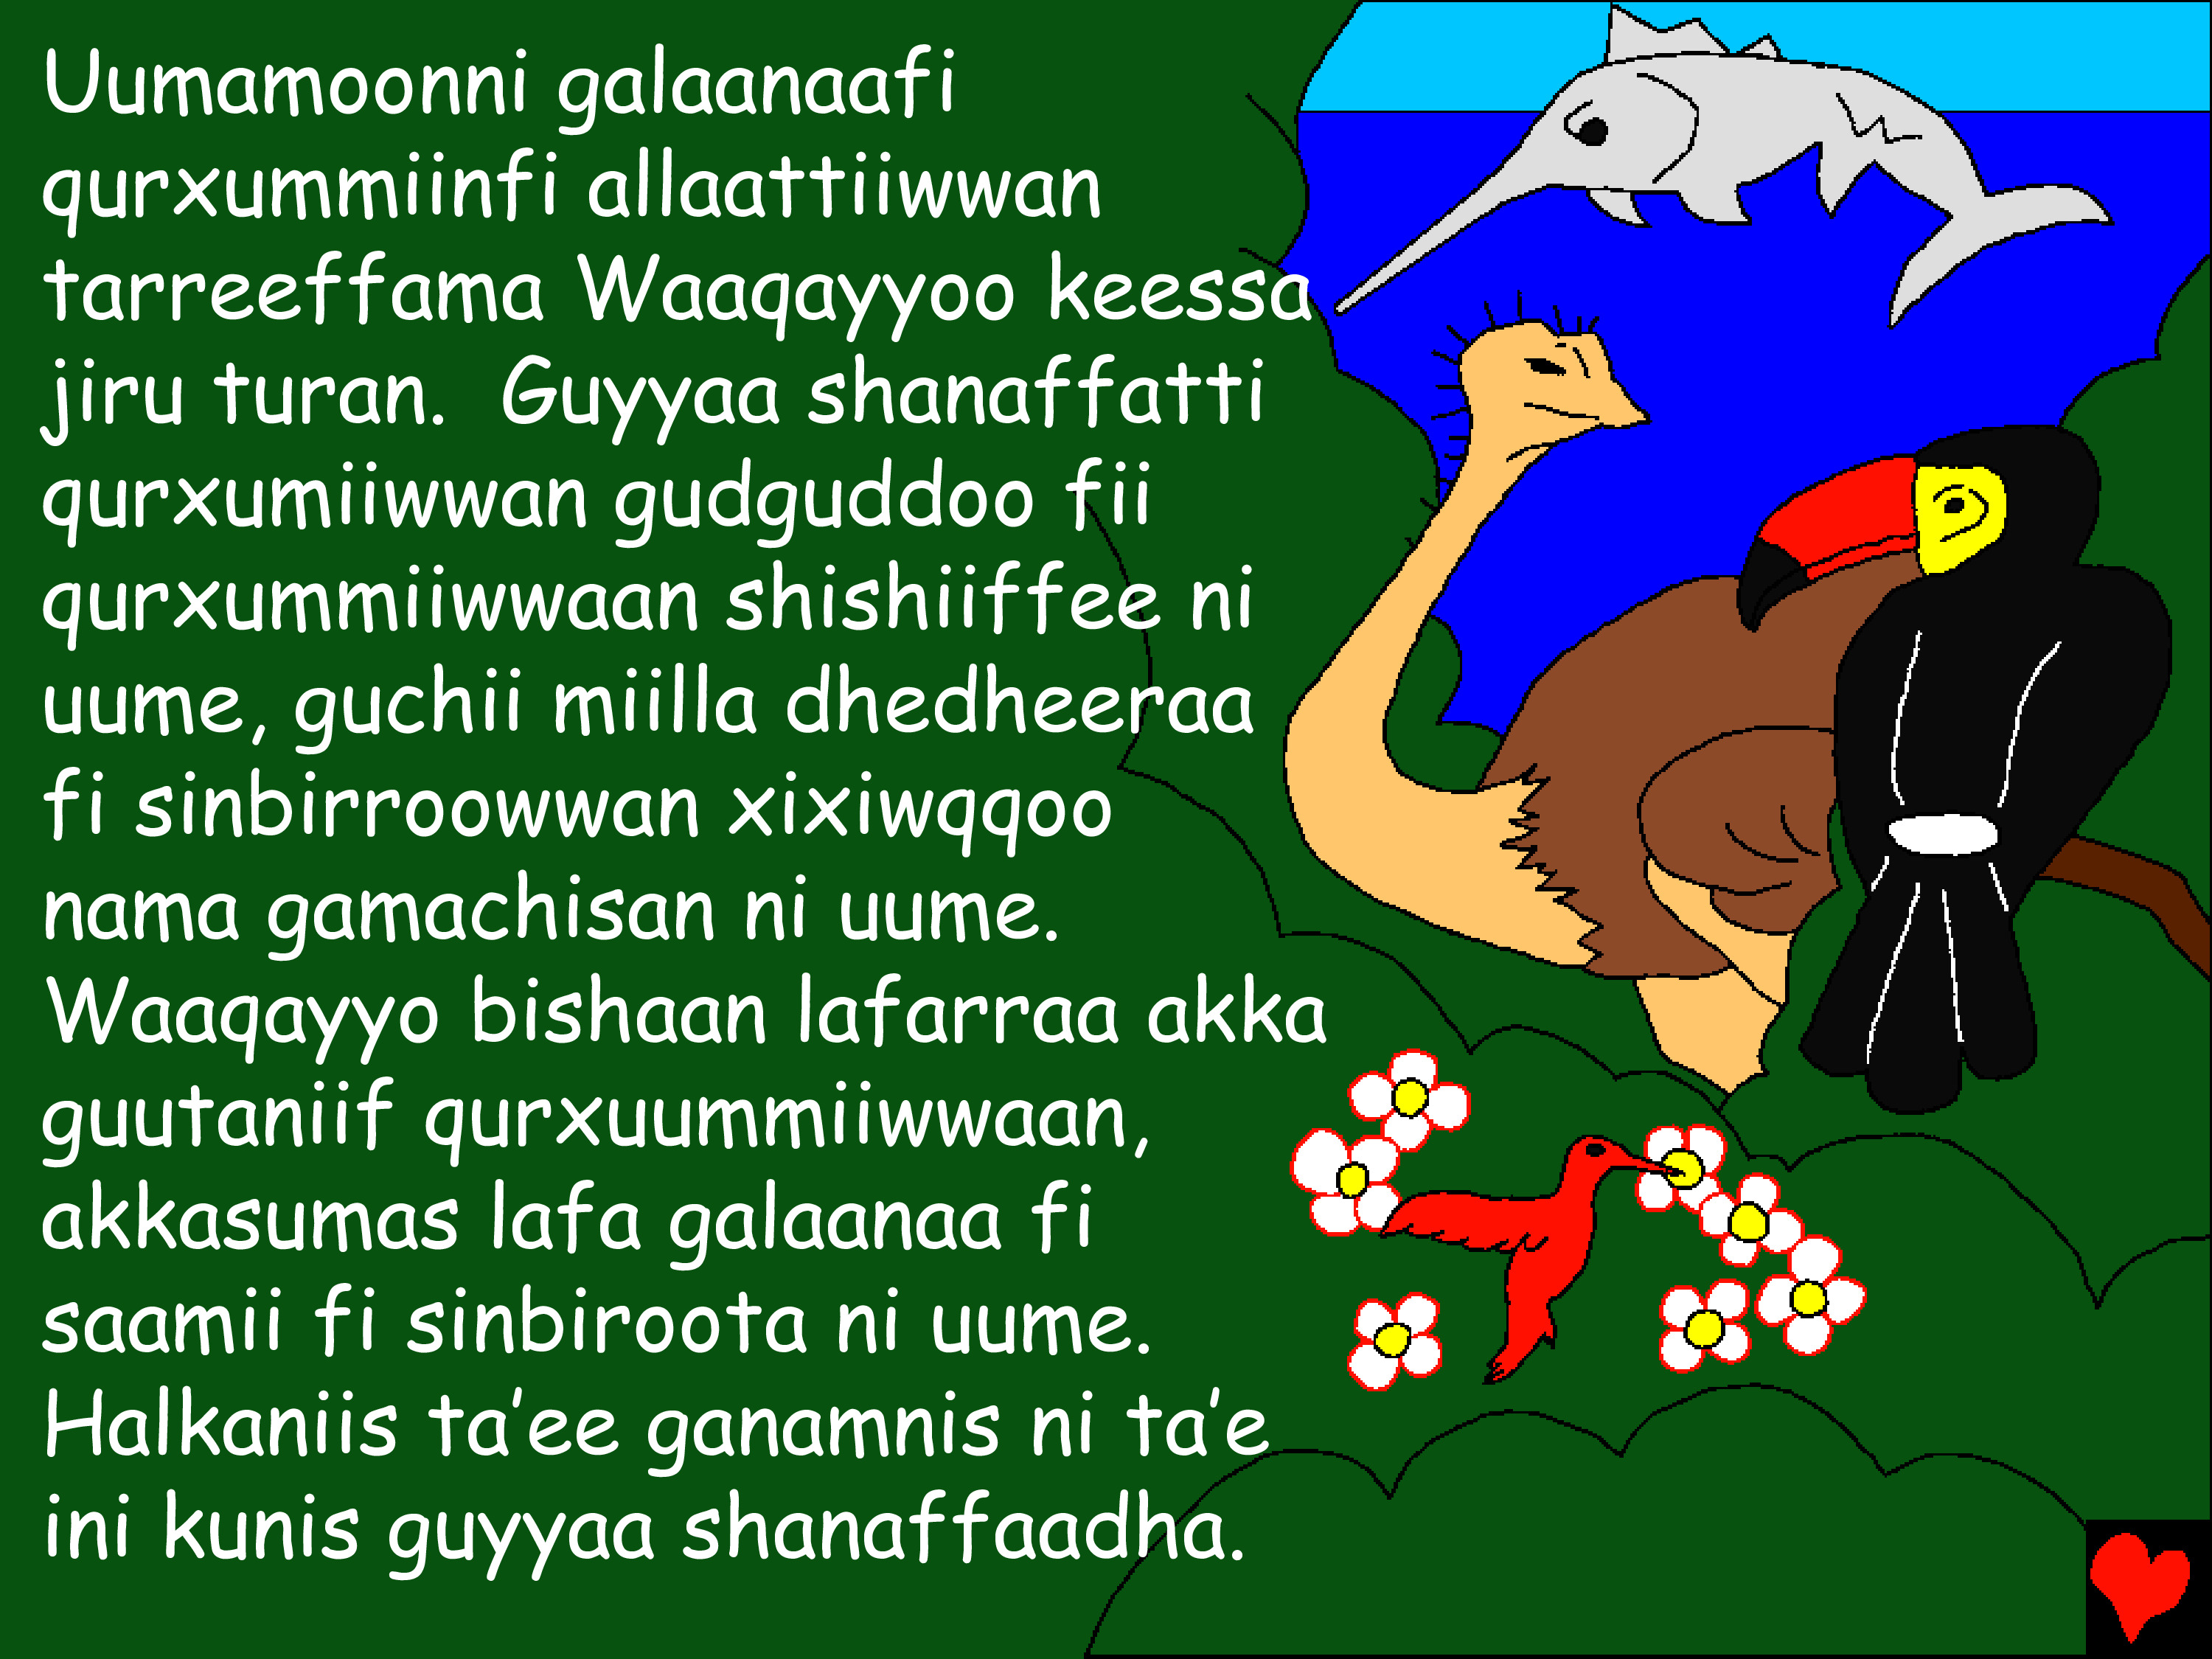 Uumamoonni galaanaafi
qurxummiinfi allaattiiwwan
tarreeffama Waaqayyoo keessa
jiru turan.  Guyyaa shanaffatti
qurxumiiwwan gudguddoo fii
qurxummiiwwaan shishiiffee ni
uume, guchii miilla dhedheeraa
fi sinbirroowwan xixiwqqoo
nama gamachisan ni uume.
Waaqayyo bishaan lafarraa akka
guutaniif qurxuummiiwwaan,
akkasumas lafa galaanaa fi
saamii fi sinbiroota ni uume.
Halkaniis ta’ee ganamnis ni ta’e
ini kunis guyyaa shanaffaadha.